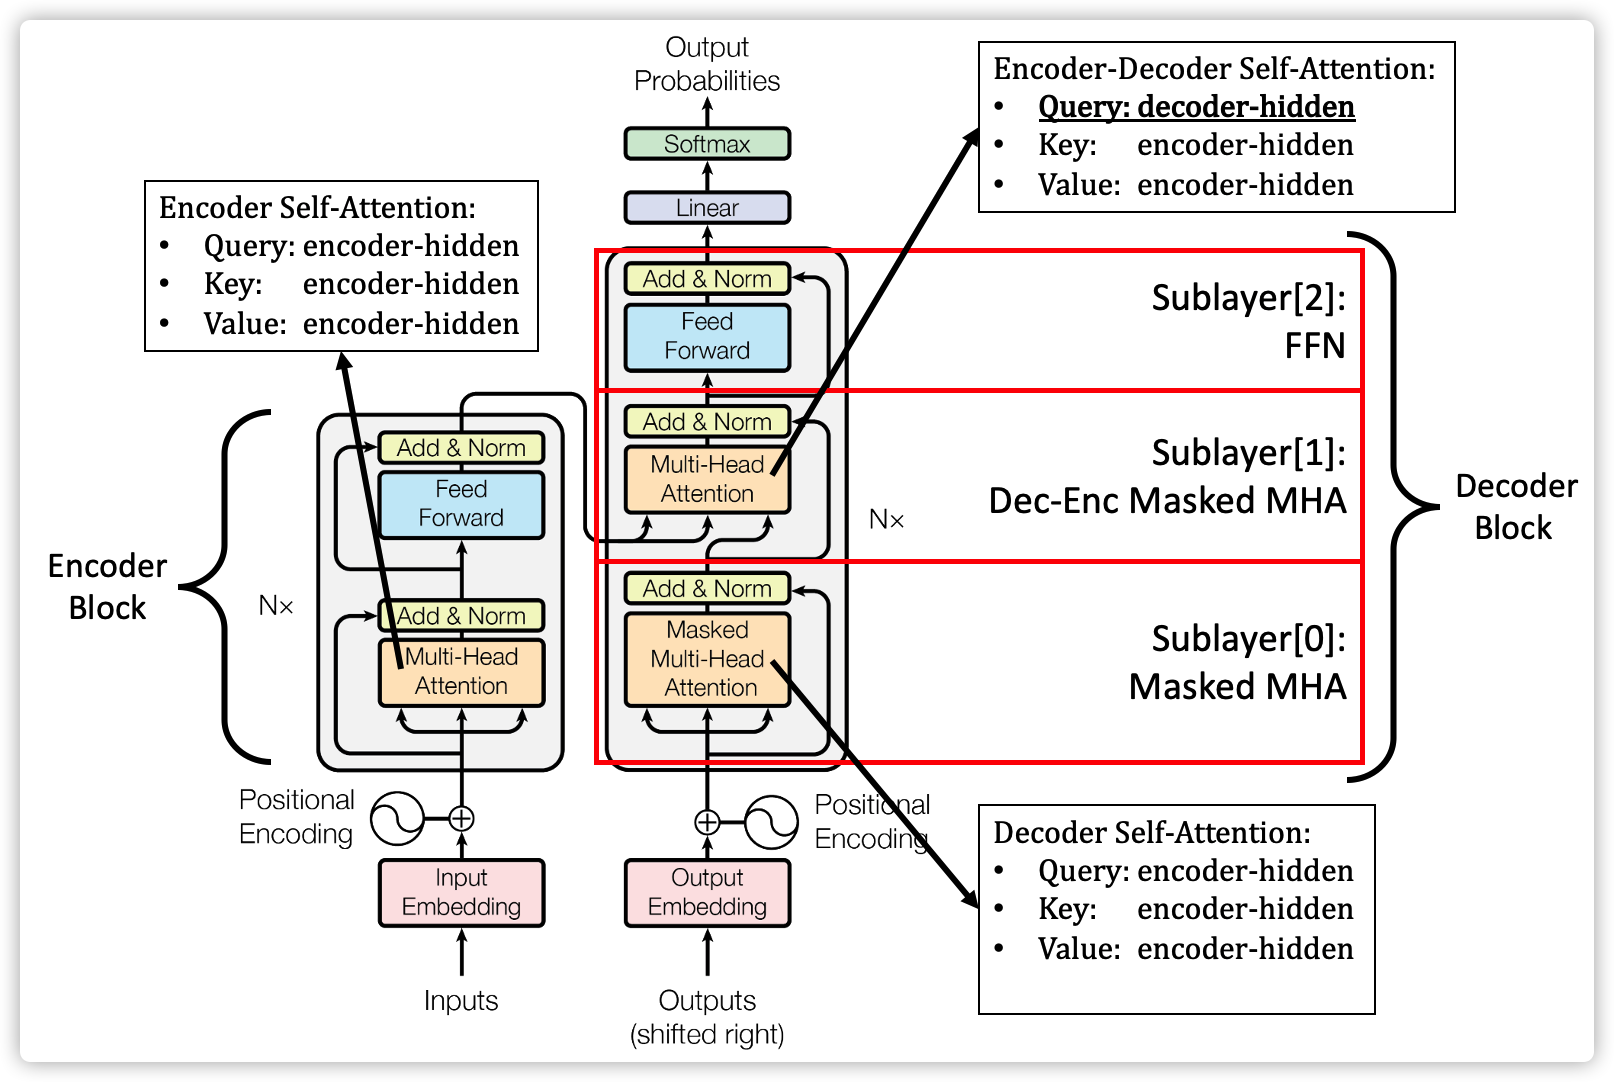 Output
Probabilities
Softmax
Linear
Add & Norm
Feed
Forward
Add & Norm
Multi-Head
Attention
Add & Norm
Masked
Multi-Head
Attention
N×
Positional
Encoding
Output
Embedding
Outputs
(shifted right)
Encoder Self-Attention:
• Query: encoder-hidden
• Key: encoder-hidden
• Value: encoder-hidden
Encoder
Block
N×
Add & Norm
Feed
Forward
Add & Norm
Multi-Head
Attention
Positional
Encoding
Input
Embedding
Inputs
Encoder-Decoder Self-Attention:
• Query: decoder-hidden
• Key: encoder-hidden
• Value: encoder-hidden
Sublayer[2]:
FFN
Sublayer[1]:
Dec-Enc Masked MHA
Sublayer[0]:
Masked MHA
Decoder
Block
Decoder Self-Attention:
• Query: encoder-hidden
• Key: encoder-hidden
• Value: encoder-hidden